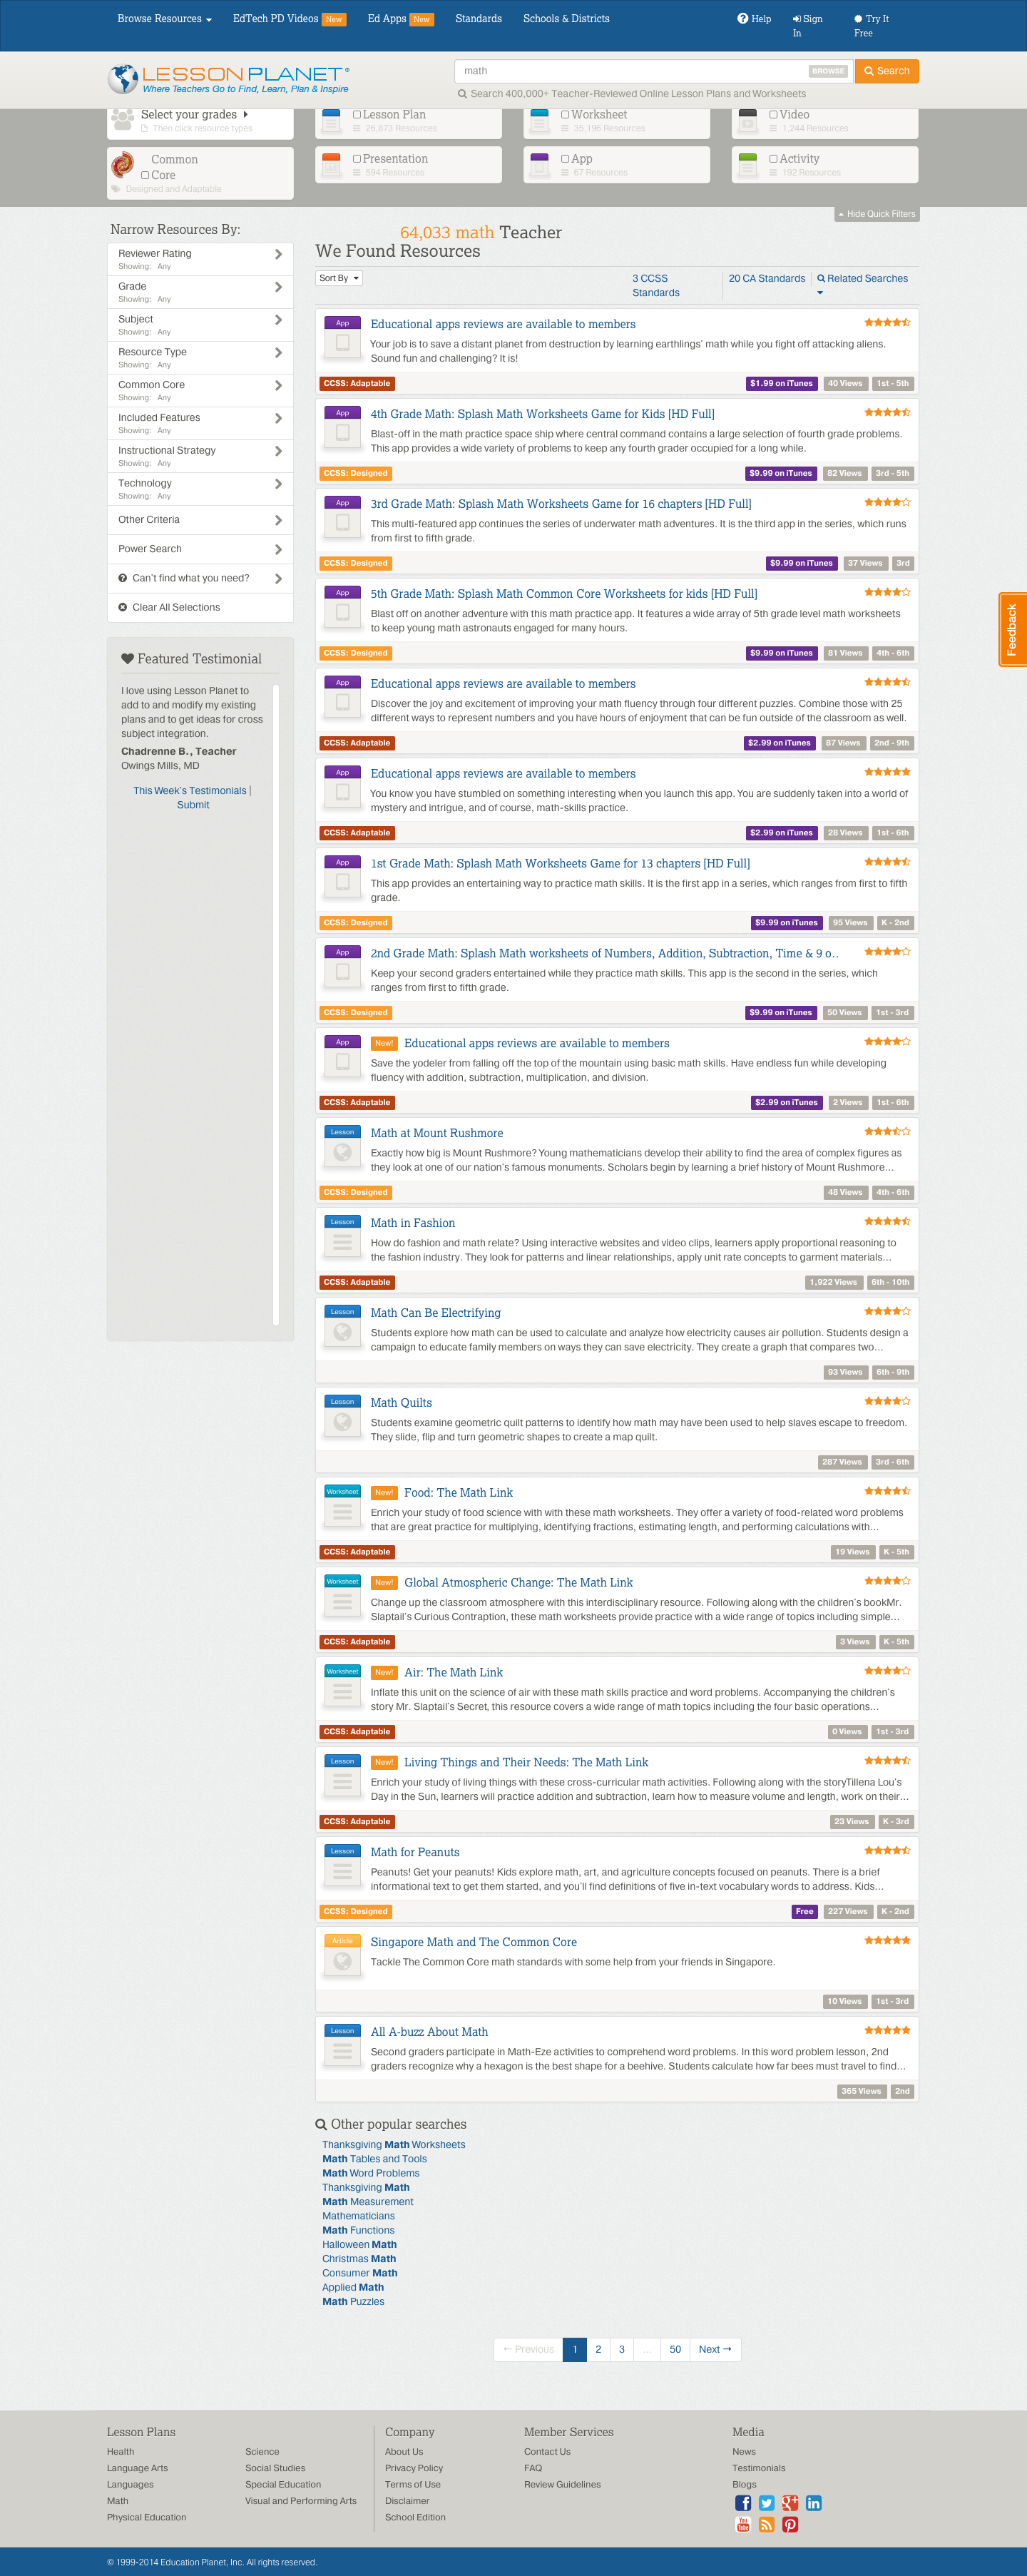 Browse Resources
EdTech PD Videos New
Ed Apps New
Standards
Schools & Districts
Help
Sign In
Try It Free
LESSON PLANET®
Where Teachers Go to Find, Learn, Plan & Inspire
math
BROWSE
Search
Search 400,000+ Teacher-Reviewed Online Lesson Plans and Worksheets
Select your grades
Then click resource types
Lesson Plan
26,873 Resources
Worksheet
35,196 Resources
Video
1,244 Resources
Common Core
Designed and Adaptable
Presentation
594 Resources
App
67 Resources
Activity
192 Resources
Hide Quick Filters
Narrow Resources By:
Reviewer Rating
Showing: Any
Grade
Showing: Any
Subject
Showing: Any
Resource Type
Showing: Any
Common Core
Showing: Any
Included Features
Showing: Any
Instructional Strategy
Showing: Any
Technology
Showing: Any
Other Criteria
Power Search
Can't find what you need?
Clear All Selections
Featured Testimonial
I love using Lesson Planet to
add to and modify my existing
plans and to get ideas for cross
subject integration.
Chadrenne B., Teacher
Owings Mills, MD
This Week's Testimonials |
Submit
64,033 math Teacher
We Found Resources
Sort By
3 CCSS Standards
20 CA Standards
Related Searches
App
Educational apps reviews are available to members
Your job is to save a distant planet from destruction by learning earthlings' math while you fight off attacking aliens.
Sound fun and challenging? It is!
CCSS: Adaptable
$1.99 on iTunes 40 Views 1st - 5th
App
4th Grade Math: Splash Math Worksheets Game for Kids [HD Full]
Blast-off in the math practice space ship where central command contains a large selection of fourth grade problems.
This app provides a wide variety of problems to keep any fourth grader occupied for a long while.
CCSS: Designed
$9.99 on iTunes 82 Views 3rd - 5th
App
3rd Grade Math: Splash Math Worksheets Game for 16 chapters [HD Full]
This multi-featured app continues the series of underwater math adventures. It is the third app in the series, which runs
from first to fifth grade.
CCSS: Designed
$9.99 on iTunes 37 Views 3rd
App
5th Grade Math: Splash Math Common Core Worksheets for kids [HD Full]
Blast off on another adventure with this math practice app. It features a wide array of 5th grade level math worksheets
to keep young math astronauts engaged for many hours.
CCSS: Designed
$9.99 on iTunes 81 Views 4th - 6th
App
Educational apps reviews are available to members
Discover the joy and excitement of improving your math fluency through four different puzzles. Combine those with 25
different ways to represent numbers and you have hours of enjoyment that can be fun outside of the classroom as well.
CCSS: Adaptable
$2.99 on iTunes 87 Views 2nd - 9th
App
Educational apps reviews are available to members
You know you have stumbled on something interesting when you launch this app. You are suddenly taken into a world of
mystery and intrigue, and of course, math-skills practice.
CCSS: Adaptable
$2.99 on iTunes 28 Views 1st - 6th
App
1st Grade Math: Splash Math Worksheets Game for 13 chapters [HD Full]
This app provides an entertaining way to practice math skills. It is the first app in a series, which ranges from first to fifth
grade.
CCSS: Designed
$9.99 on iTunes 95 Views K - 2nd
App
2nd Grade Math: Splash Math worksheets of Numbers, Addition, Subtraction, Time & 9 o..
Keep your second graders entertained while they practice math skills. This app is the second in the series, which
ranges from first to fifth grade.
CCSS: Designed
$9.99 on iTunes 50 Views 1st - 3rd
App
New! Educational apps reviews are available to members
Save the yodeler from falling off the top of the mountain using basic math skills. Have endless fun while developing
fluency with addition, subtraction, multiplication, and division.
CCSS: Adaptable
$2.99 on iTunes 2 Views 1st - 6th
Lesson
Math at Mount Rushmore
Exactly how big is Mount Rushmore? Young mathematicians develop their ability to find the area of complex figures as
they look at one of our nation's famous monuments. Scholars begin by learning a brief history of Mount Rushmore...
CCSS: Designed
48 Views 4th - 6th
Lesson
Math in Fashion
How do fashion and math relate? Using interactive websites and video clips, learners apply proportional reasoning to
the fashion industry. They look for patterns and linear relationships, apply unit rate concepts to garment materials...
CCSS: Adaptable
1,922 Views 6th - 10th
Lesson
Math Can Be Electrifying
Students explore how math can be used to calculate and analyze how electricity causes air pollution. Students design a
campaign to educate family members on ways they can save electricity. They create a graph that compares two...
93 Views 6th - 9th
Lesson
Math Quilts
Students examine geometric quilt patterns to identify how math may have been used to help slaves escape to freedom.
They slide, flip and turn geometric shapes to create a map quilt.
287 Views 3rd - 6th
Worksheet
New! Food: The Math Link
Enrich your study of food science with with these math worksheets. They offer a variety of food-related word problems
that are great practice for multiplying, identifying fractions, estimating length, and performing calculations with...
CCSS: Adaptable
19 Views K - 5th
Worksheet
New! Global Atmospheric Change: The Math Link
Change up the classroom atmosphere with this interdisciplinary resource. Following along with the children's bookMr.
Slaptail's Curious Contraption, these math worksheets provide practice with a wide range of topics including simple...
CCSS: Adaptable
3 Views K - 5th
Worksheet
New! Air: The Math Link
Inflate this unit on the science of air with these math skills practice and word problems. Accompanying the children's
story Mr. Slaptail's Secret, this resource covers a wide range of math topics including the four basic operations...
CCSS: Adaptable
0 Views 1st - 3rd
Lesson
New! Living Things and Their Needs: The Math Link
Enrich your study of living things with these cross-curricular math activities. Following along with the storyTillena Lou's
Day in the Sun, learners will practice addition and subtraction, learn how to measure volume and length, work on their...
CCSS: Adaptable
23 Views K - 3rd
Lesson
Math for Peanuts
Peanuts! Get your peanuts! Kids explore math, art, and agriculture concepts focused on peanuts. There is a brief
informational text to get them started, and you'll find definitions of five in-text vocabulary words to address. Kids...
CCSS: Designed
Free 227 Views K - 2nd
Article
Singapore Math and The Common Core
Tackle The Common Core math standards with some help from your friends in Singapore.
10 Views 1st - 3rd
Lesson
All A-buzz About Math
Second graders participate in Math-Eze activities to comprehend word problems. In this word problem lesson, 2nd
graders recognize why a hexagon is the best shape for a beehive. Students calculate how far bees must travel to find...
365 Views 2nd
Other popular searches
Thanksgiving Math Worksheets
Math Tables and Tools
Math Word Problems
Thanksgiving Math
Math Measurement
Mathematicians
Math Functions
Halloween Math
Christmas Math
Consumer Math
Applied Math
Math Puzzles
← Previous 1 2 3 ... 50 Next →
Feedback
Lesson Plans
Health
Language Arts
Languages
Math
Physical Education
Science
Social Studies
Special Education
Visual and Performing Arts
Company
About Us
Privacy Policy
Terms of Use
Disclaimer
School Edition
Member Services
Contact Us
FAQ
Review Guidelines
Media
News
Testimonials
Blogs
© 1999-2014 Education Planet, Inc. All rights reserved.